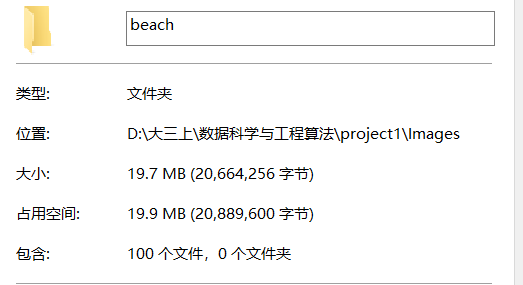 beach
类型: 文件夹
位置: D:\大三上\数据科学与工程算法\project1\Images
大小: 19.7 MB (20,664,256 字节)
占用空间: 19.9 MB (20,889,600 字节)
包含: 100 个文件，0 个文件夹